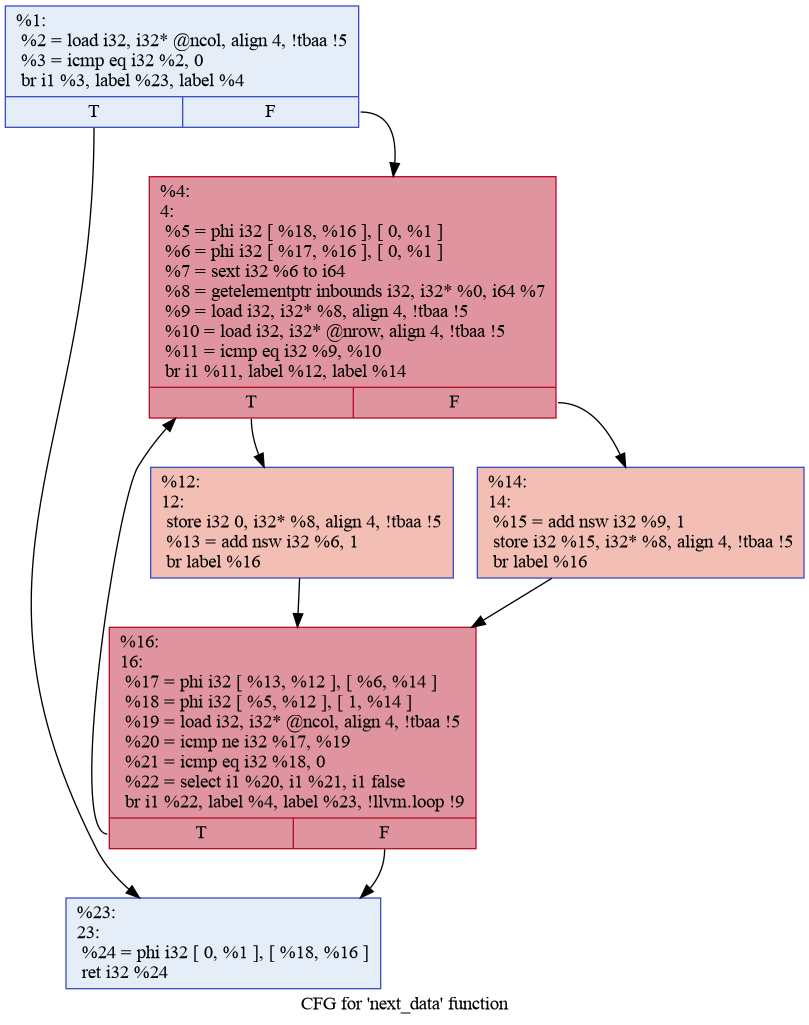 %1:
%2 = load i32, i32* @ncol, align 4, !tbaa !5
%3 = icmp eq i32 %2, 0
br i1 %3, label %23, label %4
T F
%4:
4:
%5 = phi i32 [ %18, %16 ], [ 0, %1 ]
%6 = phi i32 [ %17, %16 ], [ 0, %1 ]
%7 = sext i32 %6 to i64
%8 = getelementptr inbounds i32, i32* %0, i64 %7
%9 = load i32, i32* %8, align 4, !tbaa !5
%10 = load i32, i32* @nrow, align 4, !tbaa !5
%11 = icmp eq i32 %9, %10
br i1 %11, label %12, label %14
T F
%12:
12:
store i32 0, i32* %8, align 4, !tbaa !5
%13 = add nsw i32 %6, 1
br label %16
%14:
14:
%15 = add nsw i32 %9, 1
store i32 %15, i32* %8, align 4, !tbaa !5
br label %16
%16:
16:
%17 = phi i32 [ %13, %12 ], [ %6, %14 ]
%18 = phi i32 [ %5, %12 ], [ 1, %14 ]
%19 = load i32, i32* @ncol, align 4, !tbaa !5
%20 = icmp ne i32 %17, %19
%21 = icmp eq i32 %18, 0
%22 = select i1 %20, i1 %21, i1 false
br i1 %22, label %4, label %23, !llvm.loop !9
T F
%23:
23:
%24 = phi i32 [ 0, %1 ], [ %18, %16 ]
ret i32 %24
CFG for 'next_data' function